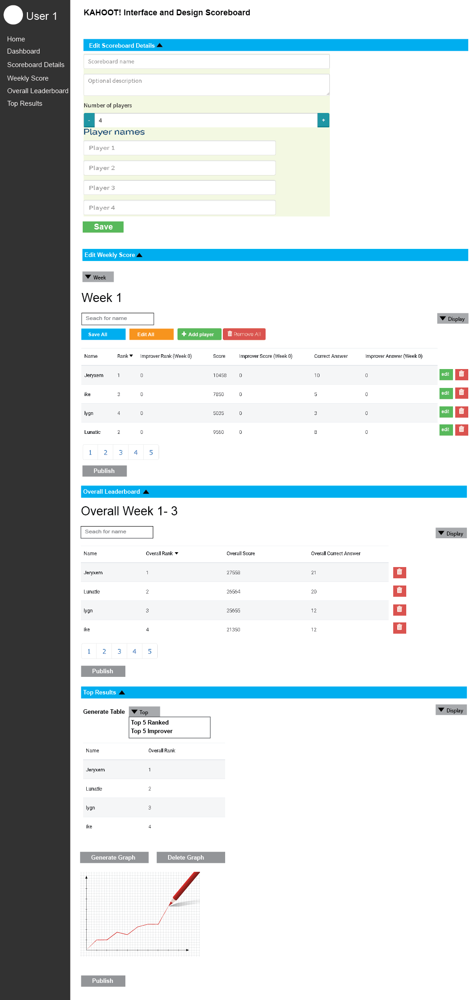 User 1
Home
Dashboard
Scoreboard Details
Weekly Score
Overall Leaderboard
Top Results
KAHOOT! Interface and Design Scoreboard
Edit Scoreboard Details
Scoreboard name
Optional description
Number of players
- 4 +
Player names
Player 1
Player 2
Player 3
Player 4
Save
Edit Weekly Score
Week
Week 1
Seach for name
Display
Save All Edit All Add player Remove All
Name Rank Improver Rank (Week 0) Score Improver Score (Week 0) Correct Answer Improver Answer (Week 0)
Jeryxem 1 0 10458 0 10 0 edit
ike 3 0 7850 0 5 0 edit
lygn 4 0 5035 0 3 0 edit
Lunatic 2 0 9560 0 8 0 edit
1 2 3 4 5
Publish
Overall Leaderboard
Overall Week 1- 3
Seach for name
Display
Name Overall Rank Overall Score Overall Correct Answer
Jeryxem 1 27558 21
Lunatic 2 26564 20
lygn 3 25655 12
ike 4 21350 12
1 2 3 4 5
Publish
Top Results
Generate Table Top Display
Top 5 Ranked
Top 5 Improver
Name Overall Rank
Jeryxem 1
Lunatic 2
lygn 3
ike 4
Generate Graph Delete Graph
Publish